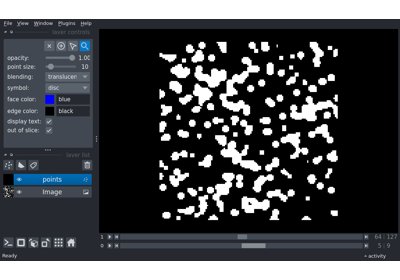 File View Window Plugins Help
layer controls
opacity: 1.00
point size: 10
blending: translucen
symbol: disc
face color: blue
edge color: black
display text:
out of slice:
layer list
points
Image
1 64 127
0 5 9
Ready activity